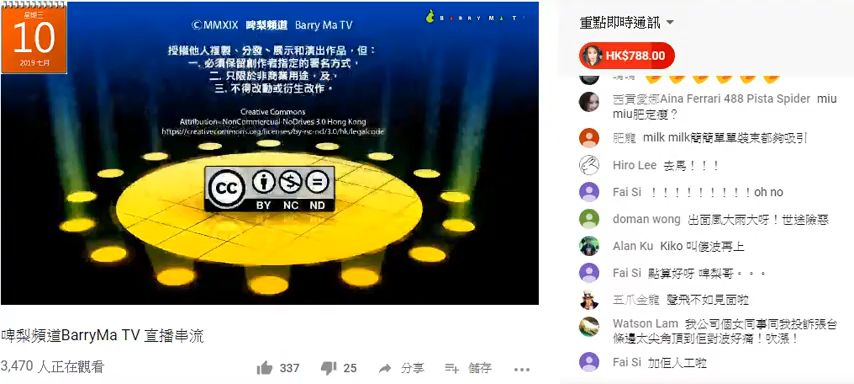 星期三
10
2019 七月
©MMXIX 啤梨頻道 Barry Ma TV
BARRY MA T
授權他人複製、分發、展示和演出作品，但：
一. 必須保留創作者指定的署名方式，
二. 只限於非商業用途，及，
三. 不得改動或衍生改作。
Creative Commons
Attribution=NonCommercual NoDrives 3.0 Hong Kong
https://creativecommons.org/licenses/by-nc-nd/3.0/hk/legalcode
cc
BY NC ND
啤梨頻道BarryMa TV 直播串流
3,470 人正在觀看
337
25
分享
儲存
重點即時通訊
HK$788.00
西貢愛娜Aina Ferrari 488 Pista Spider miu
miu肥定瘦？
肥龍 milk milk簡簡單單裝束都夠吸引
Hiro Lee 去馬！！！
Fai Si ！！！！！！！！！oh no
doman wong 出面風大雨大呀！世途險惡
Alan Ku Kiko 叫傻波再上
Fai Si 點算好呀 啤梨哥。。。
五爪金龍 聲飛不如見面啦
Watson Lam 我公司個女同事同我投訴張台
條邊太尖角頂到佢對波好痛！吹漲！
Fai Si 加佢人工啦